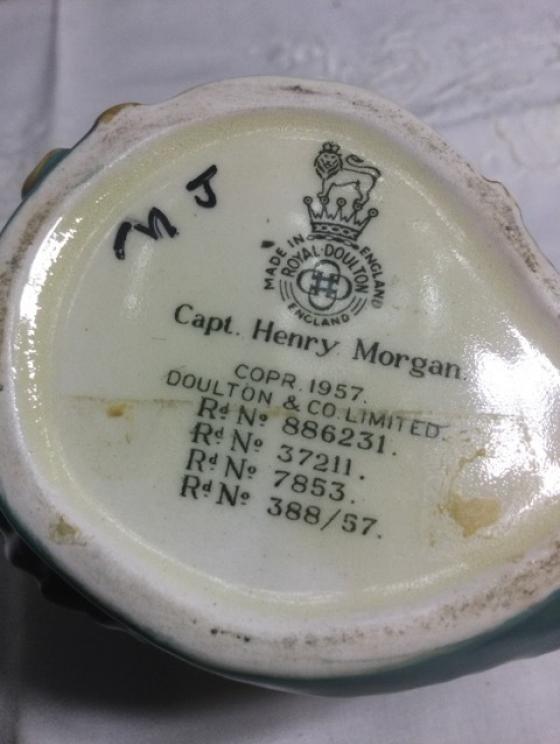 M J
MADE IN ENGLAND
ROYAL·DOULTON
ENGLAND
Capt. Henry Morgan.
COPR. 1957.
DOULTON & CO. LIMITED.
Rd No 886231.
Rd No 37211.
Rd No 7853.
Rd No 388/57.